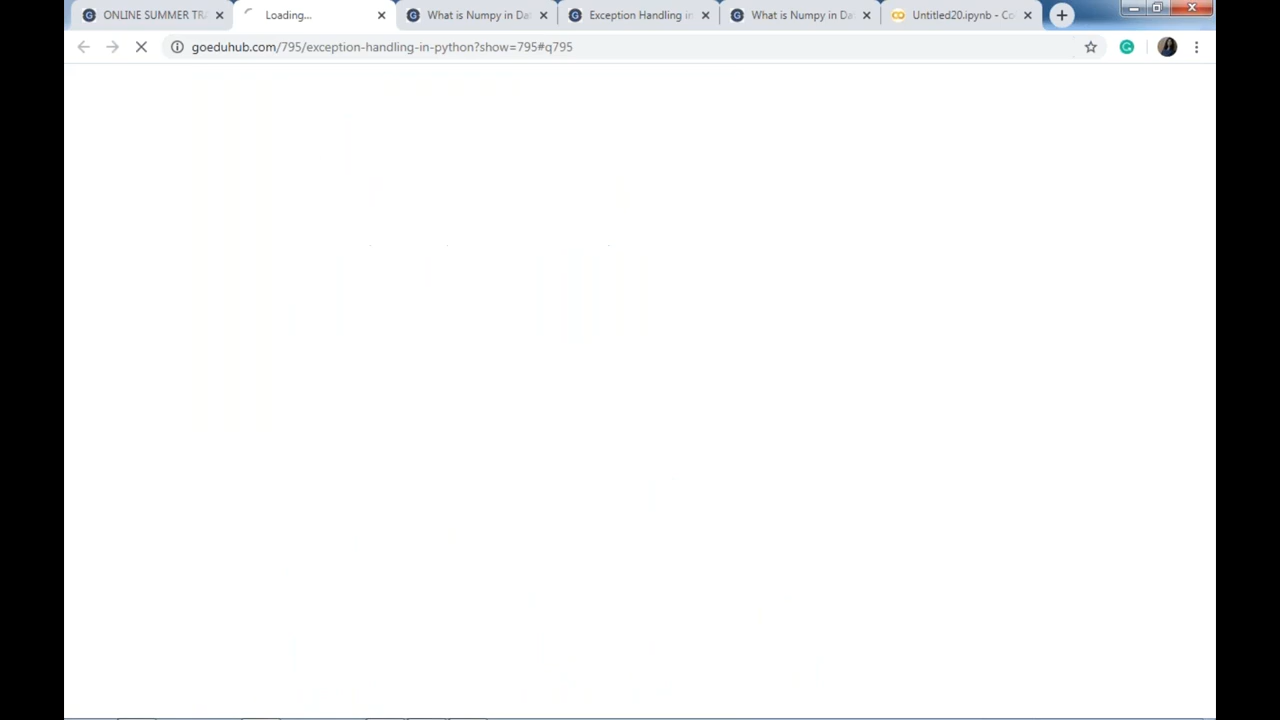 ONLINE SUMMER TRA
Loading...
What is Numpy in Da
Exception Handling in
What is Numpy in Da
Untitled20.ipynb - Co
goeduhub.com/795/exception-handling-in-python?show=795#q795